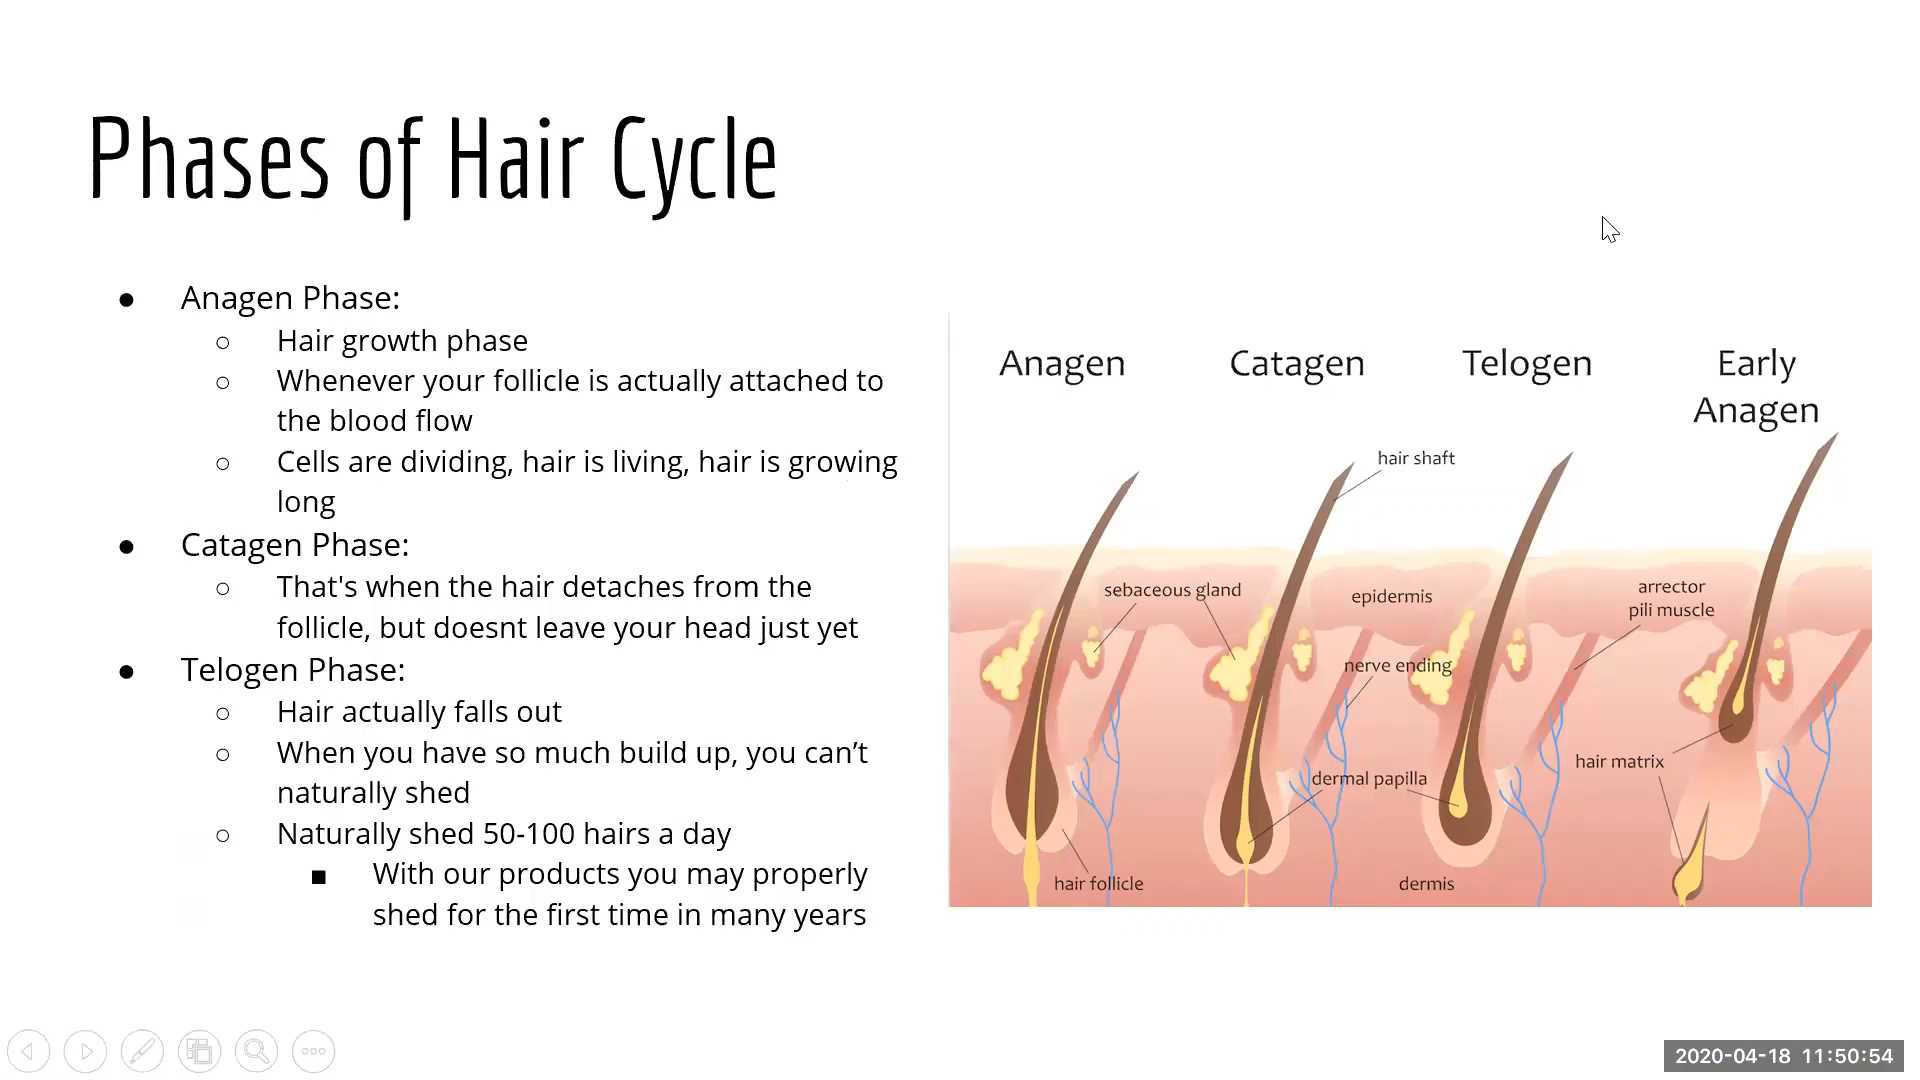 Phases of Hair Cycle
● Anagen Phase:
○ Hair growth phase
○ Whenever your follicle is actually attached to
the blood flow
○ Cells are dividing, hair is living, hair is growing
long
● Catagen Phase:
○ That's when the hair detaches from the
follicle, but doesnt leave your head just yet
● Telogen Phase:
○ Hair actually falls out
○ When you have so much build up, you can’t
naturally shed
○ Naturally shed 50-100 hairs a day
■ With our products you may properly
shed for the first time in many years
Anagen
Catagen
Telogen
Early
Anagen
hair shaft
sebaceous gland
epidermis
arrector
pili muscle
nerve ending
hair matrix
dermal papilla
hair follicle
dermis
2020-04-18 11:50:54